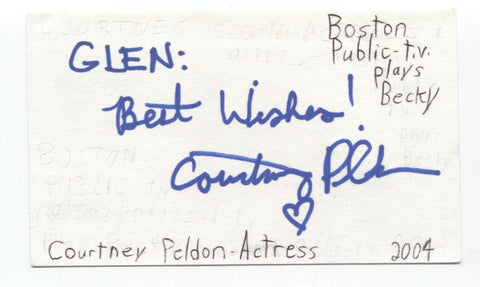 Boston
Public-t.v.
plays
Becky
GLEN:
Best Wishes!
Courtney Peldon
Courtney Peldon-Actress
2004